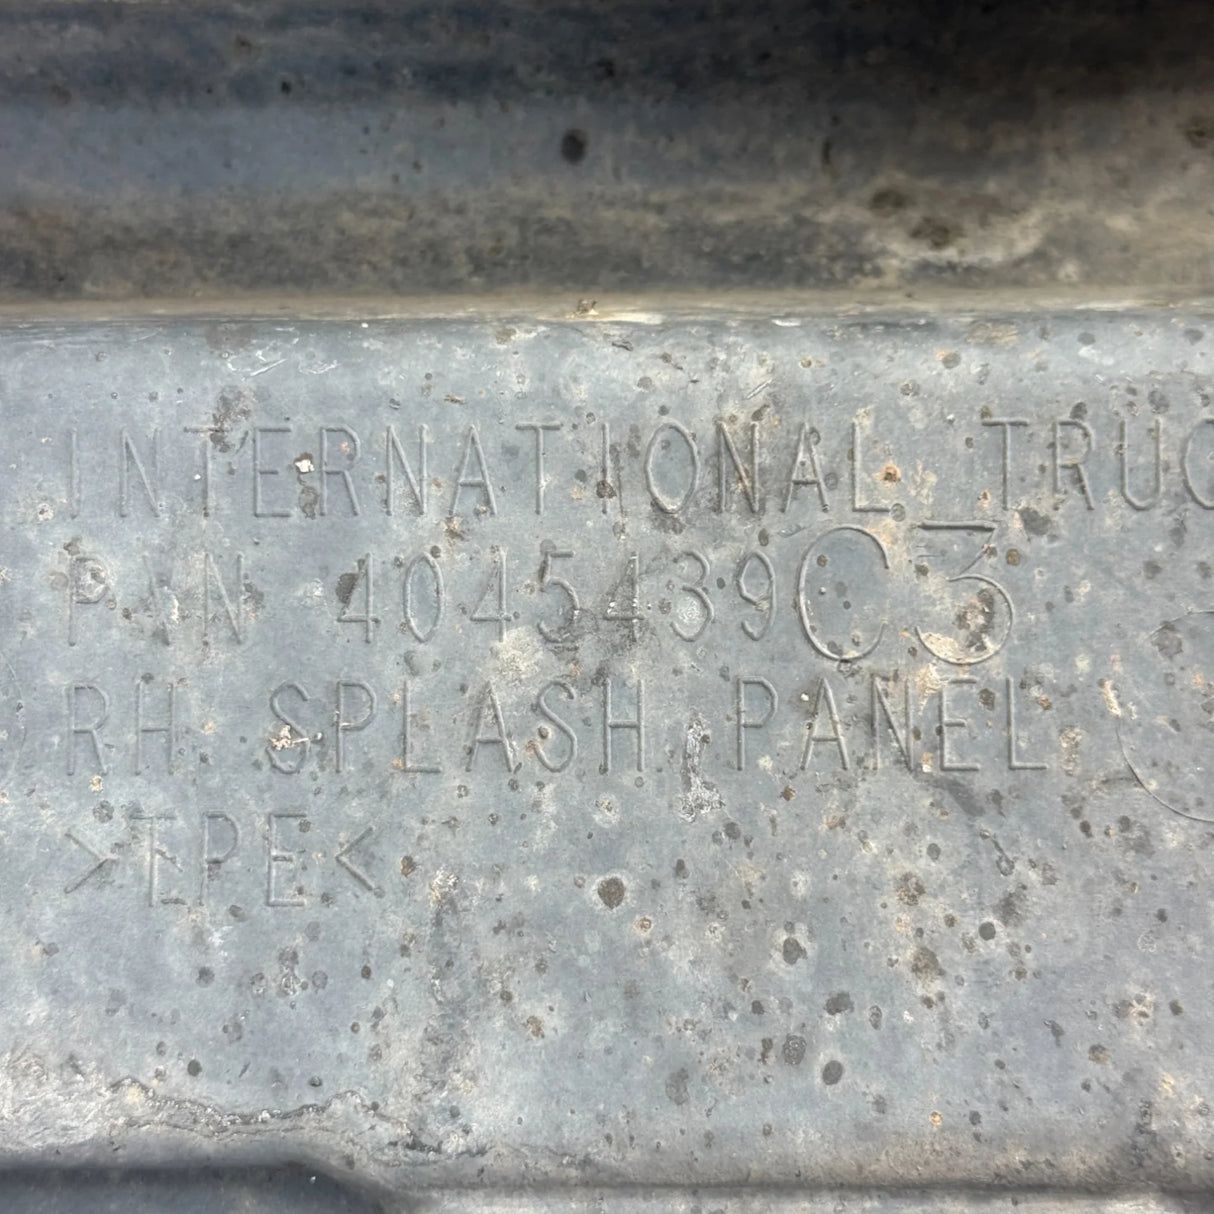 INTERNATIONAL TRUC
P/N 4045439C3
RH SPLASH PANEL
>TPE<